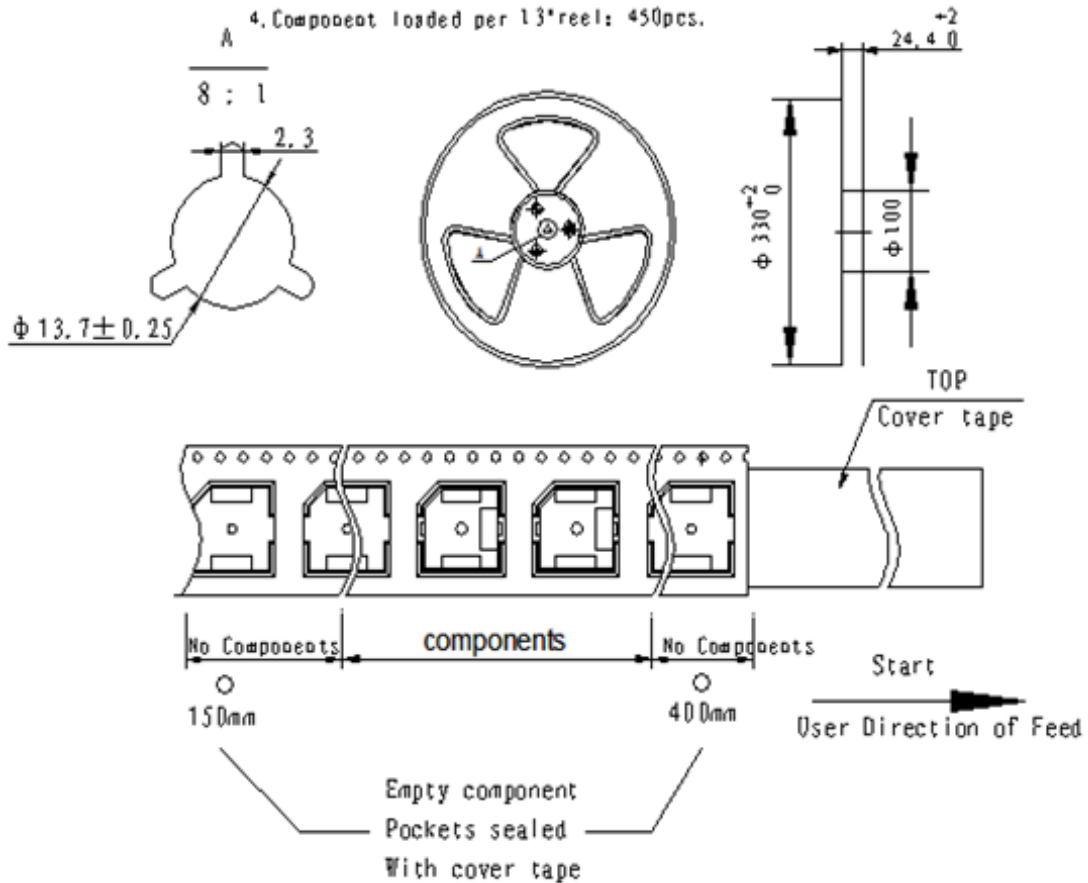 4.Component loaded per 13"reel: 450pcs.
A
8 : 1
2.3
ϕ13.7±0.25
A
+2
24.4 0
ϕ330 +2 0
ϕ100
TOP
Cover tape
No Components
components
No Components
150mm
400mm
Start
User Direction of Feed
Empty component
Pockets sealed
With cover tape